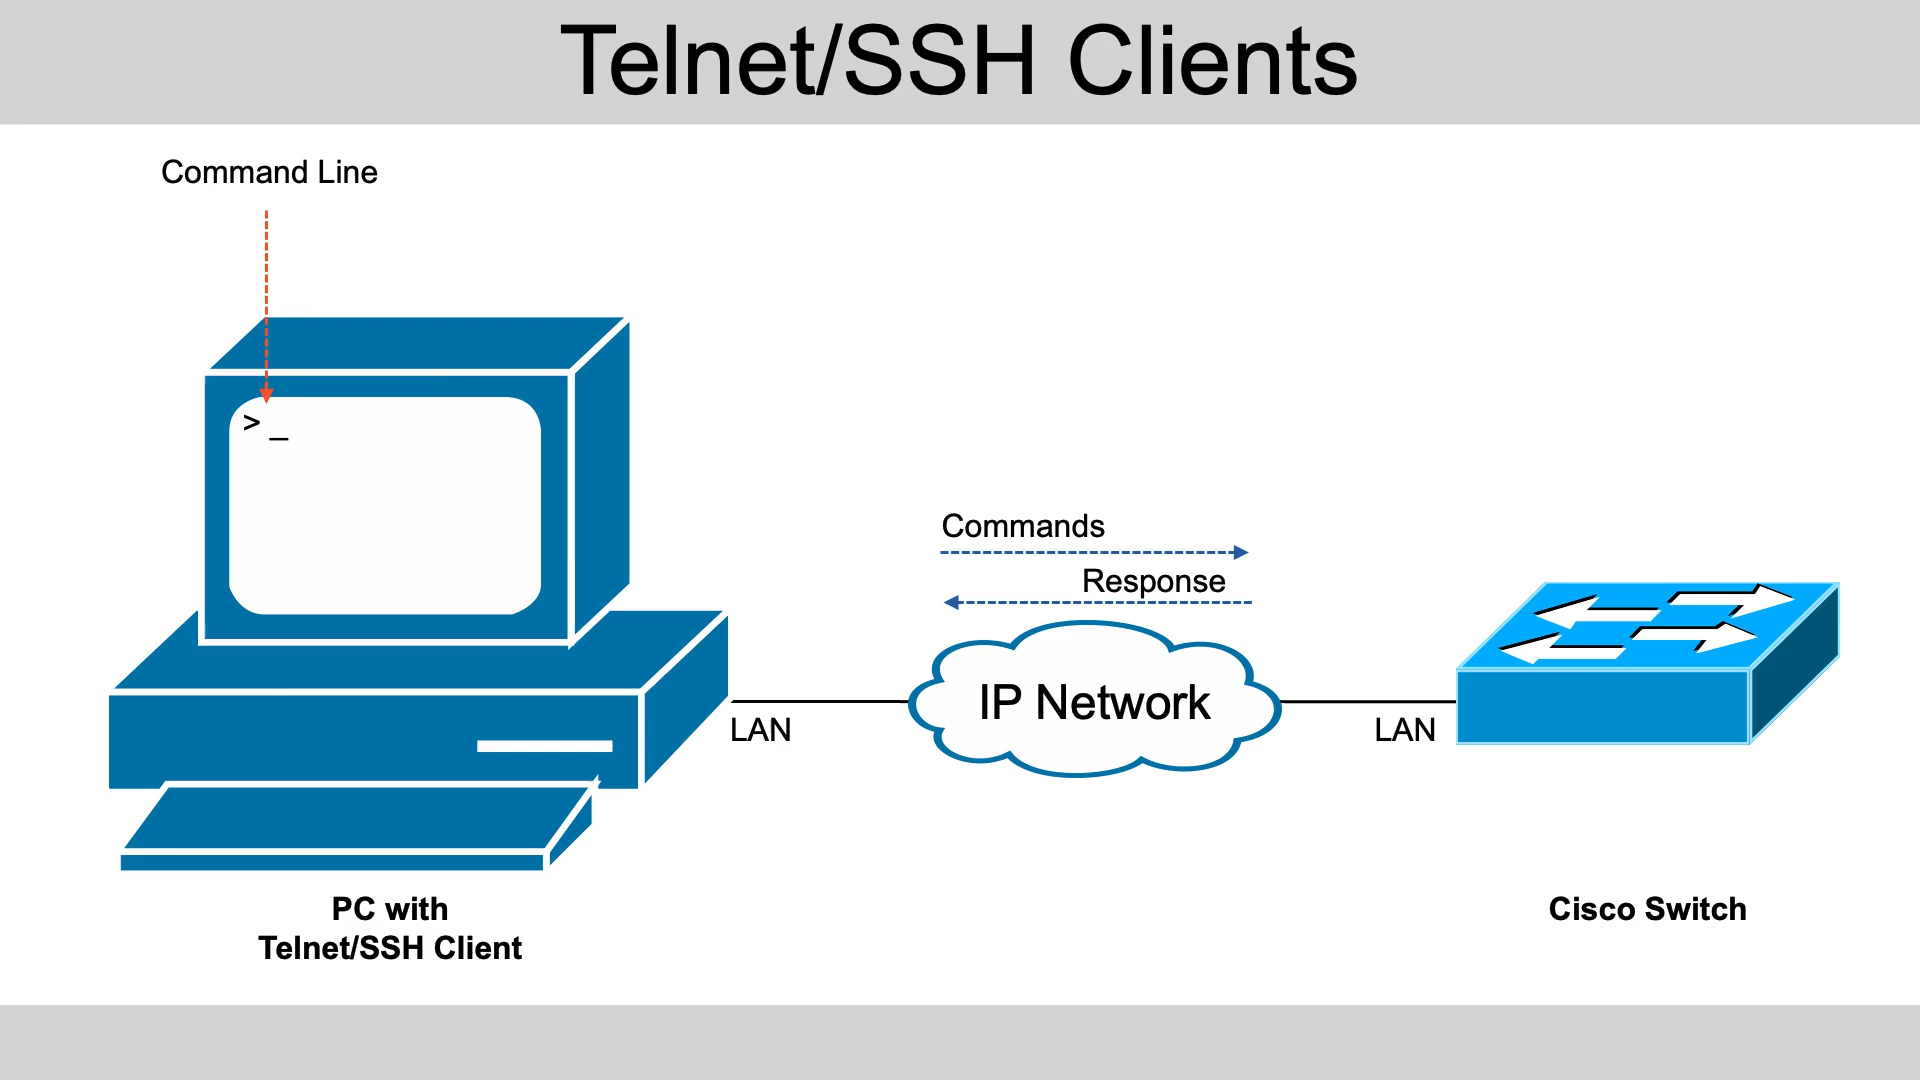 Telnet/SSH Clients
Command Line
> _
Commands
Response
IP Network
LAN
LAN
PC with
Telnet/SSH Client
Cisco Switch